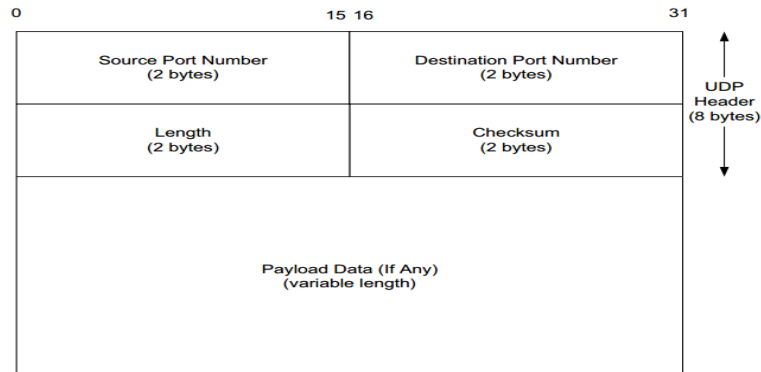 0 15 16 31
Source Port Number
(2 bytes)
Destination Port Number
(2 bytes)
UDP
Header
(8 bytes)
Length
(2 bytes)
Checksum
(2 bytes)
Payload Data (If Any)
(variable length)